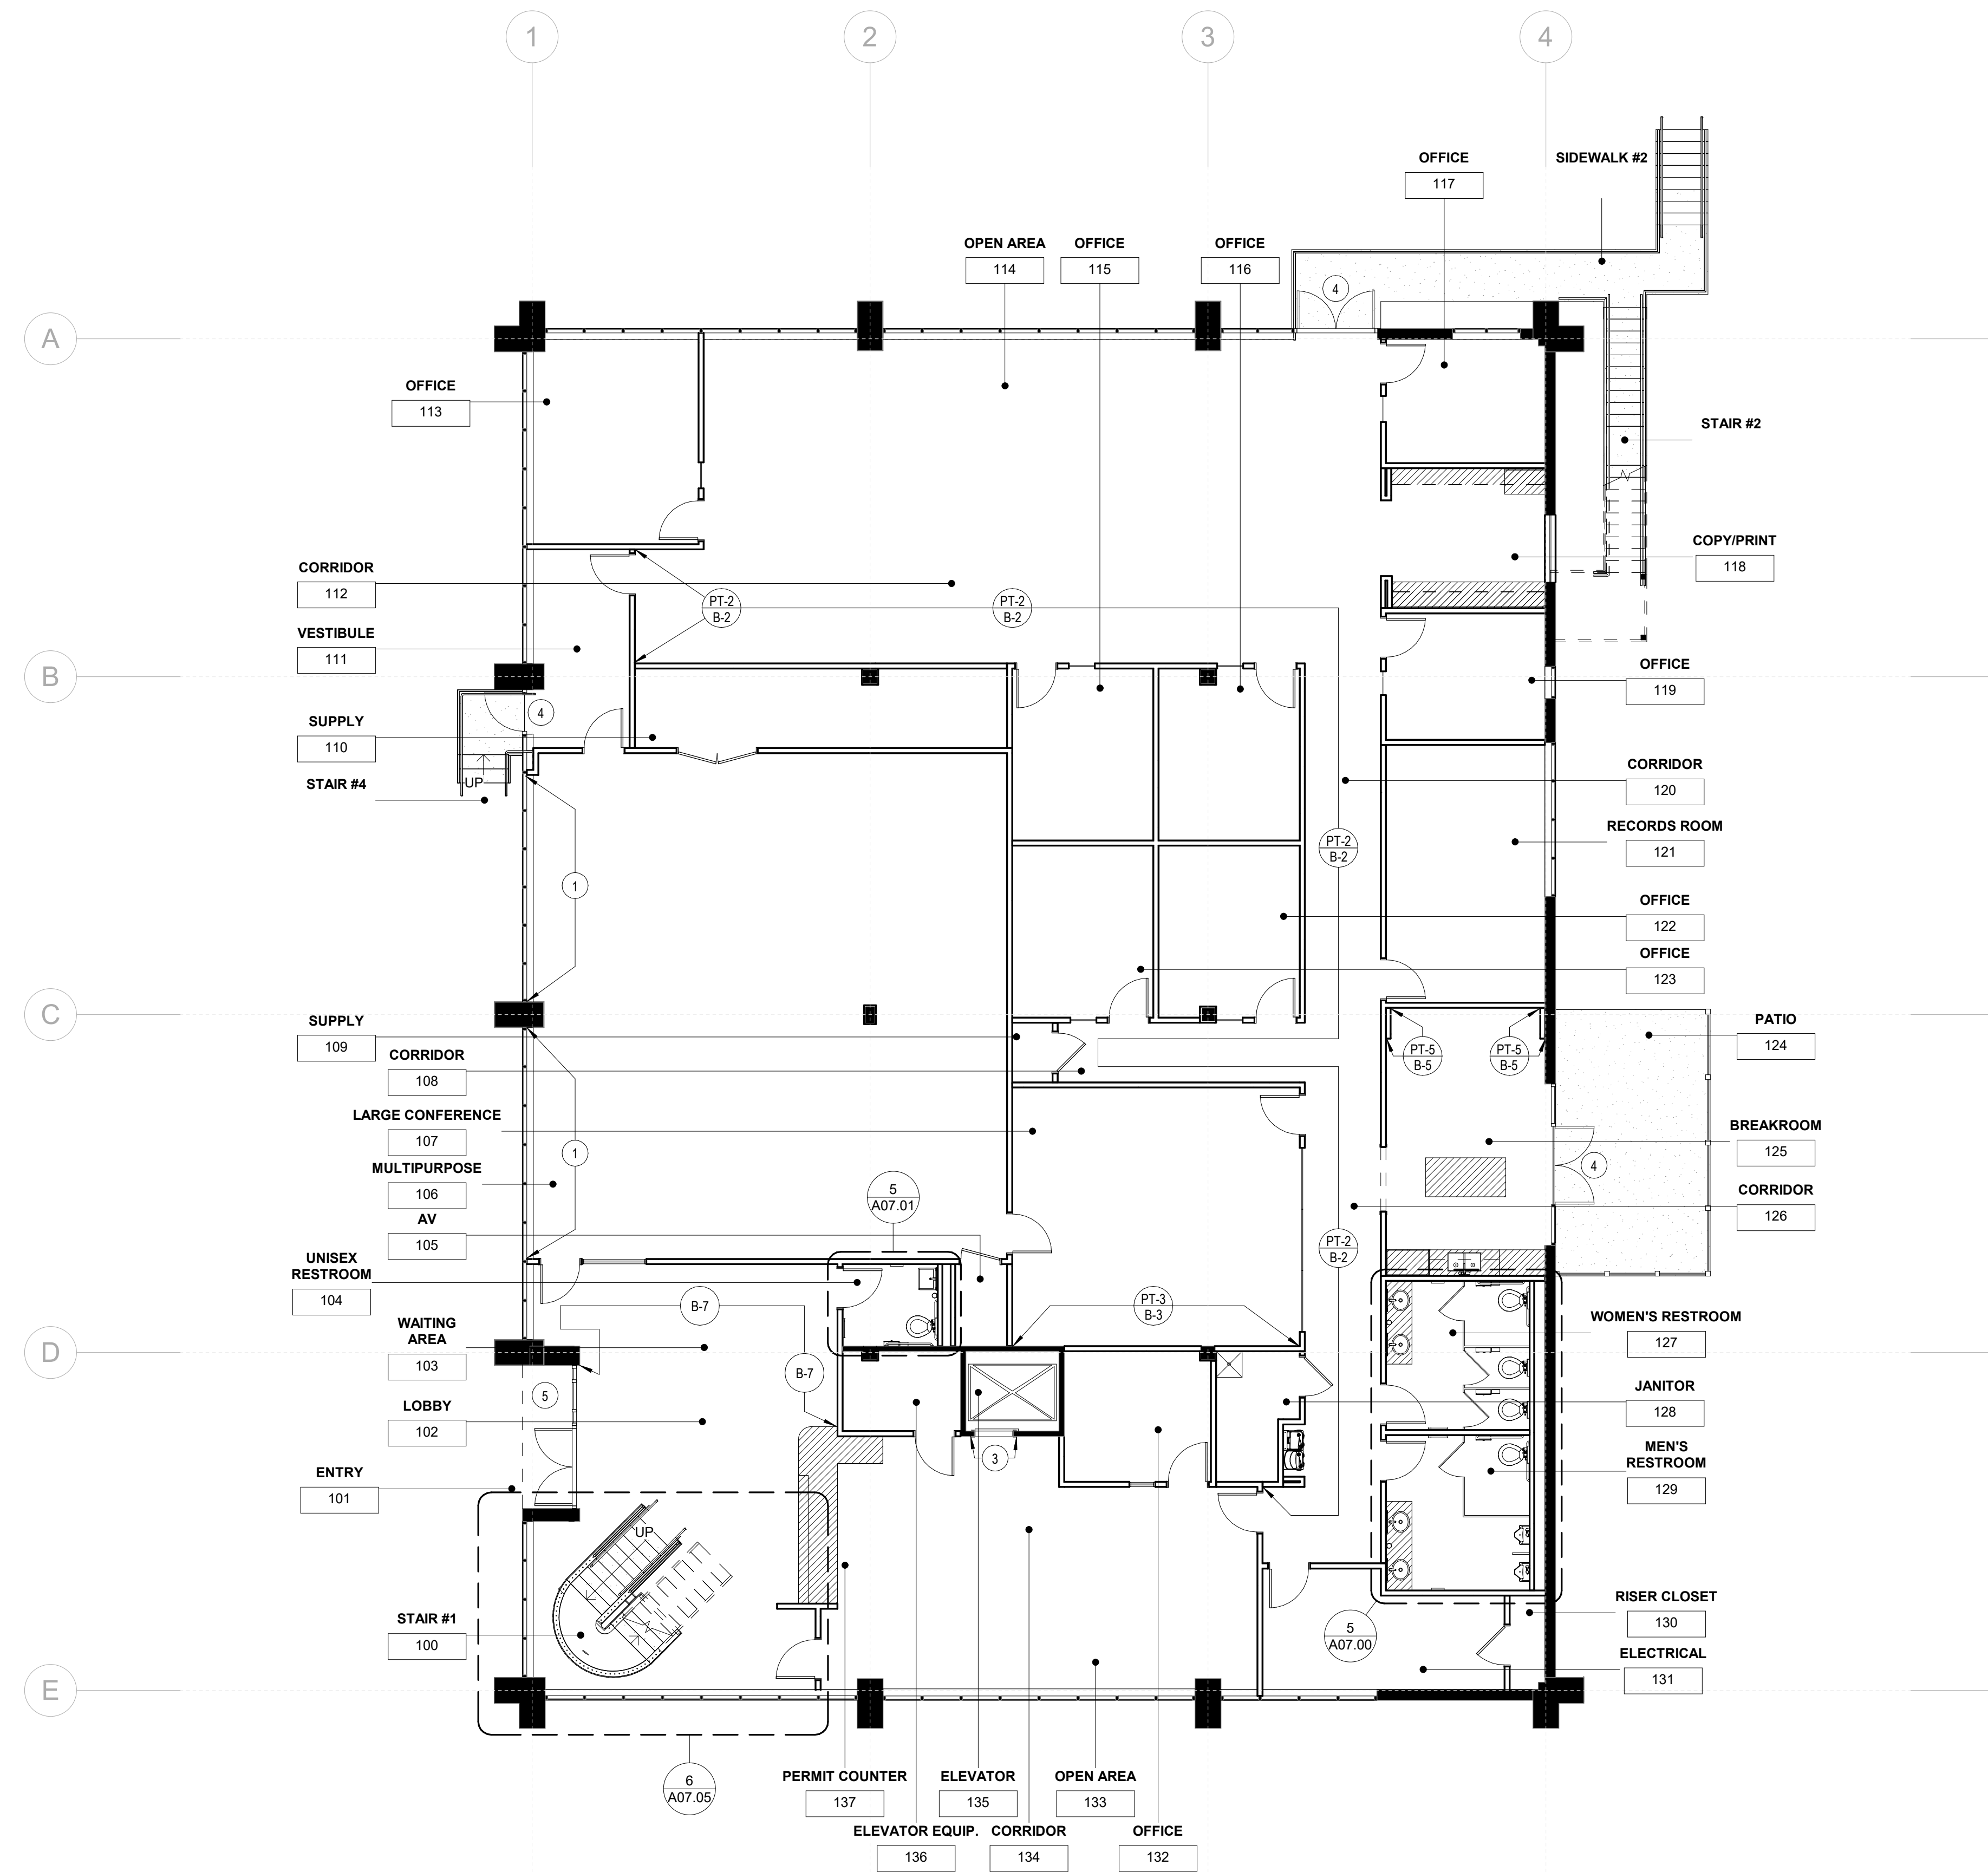 1
2
3
4
OFFICE
117
SIDEWALK #2
OPEN AREA
114
OFFICE
115
OFFICE
116
4
A
OFFICE
113
STAIR #2
COPY/PRINT
118
CORRIDOR
112
PT-2
B-2
PT-2
B-2
VESTIBULE
111
B
OFFICE
119
4
SUPPLY
110
UP
STAIR #4
CORRIDOR
120
RECORDS ROOM
121
PT-2
B-2
1
OFFICE
122
OFFICE
123
C
SUPPLY
109
PATIO
124
PT-5
B-5
PT-5
B-5
CORRIDOR
108
LARGE CONFERENCE
107
BREAKROOM
125
1
4
MULTIPURPOSE
106
5
A07.01
CORRIDOR
126
AV
105
PT-2
B-2
UNISEX
RESTROOM
104
B-7
PT-3
B-3
WAITING
AREA
103
WOMEN'S RESTROOM
127
D
B-7
5
JANITOR
128
LOBBY
102
MEN'S
RESTROOM
129
3
ENTRY
101
UP
STAIR #1
100
RISER CLOSET
130
5
A07.00
ELECTRICAL
131
E
6
A07.05
PERMIT COUNTER
137
ELEVATOR
135
OPEN AREA
133
ELEVATOR EQUIP.
136
CORRIDOR
134
OFFICE
132